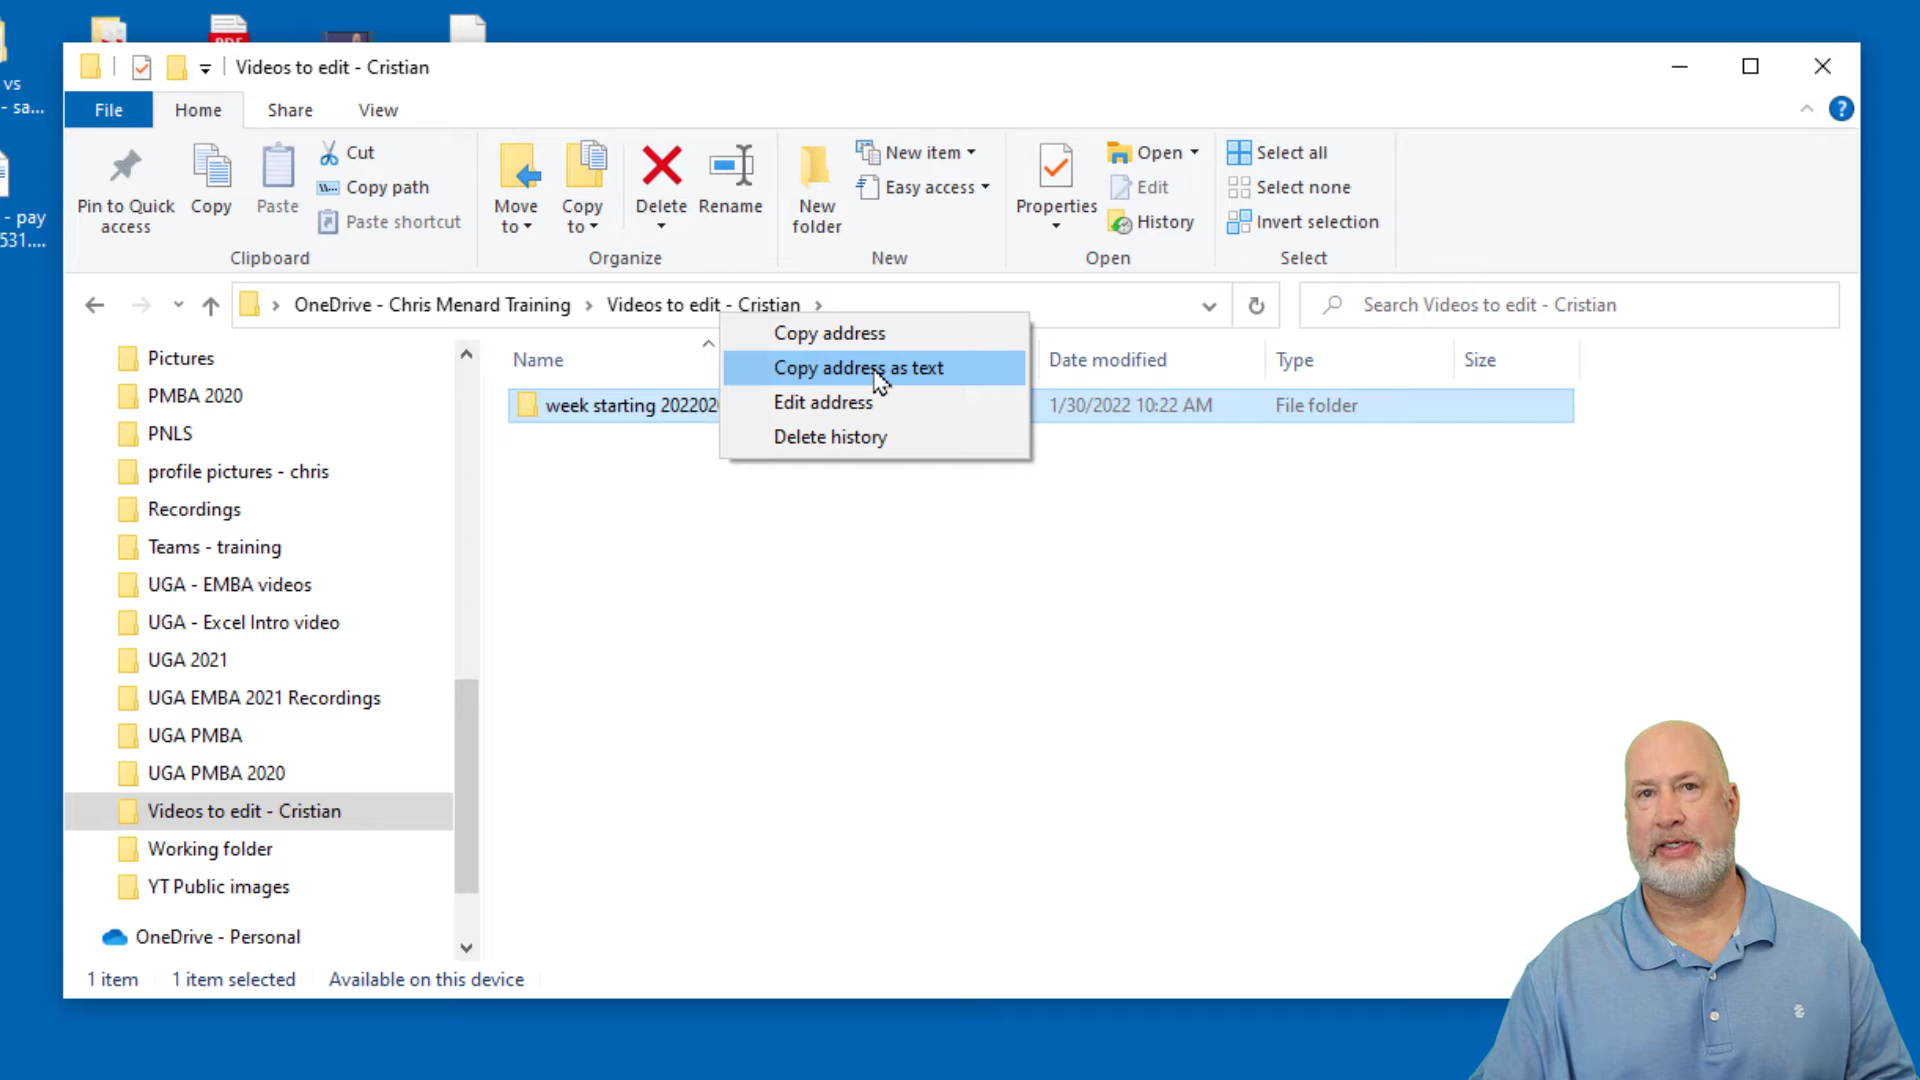 vs
- sa...
- pay
531....
PDF
Videos to edit - Cristian
File
Home
Share
View
Pin to Quick
access
Copy
Paste
Cut
Copy path
Paste shortcut
Clipboard
Move
to
Copy
to
Delete
Rename
Organize
New
folder
New item
Easy access
New
Properties
Open
Edit
History
Open
Select all
Select none
Invert selection
Select
OneDrive - Chris Menard Training
Videos to edit - Cristian
Search Videos to edit - Cristian
Copy address
Copy address as text
Edit address
Delete history
Name
Date modified
Type
Size
week starting 2022020
1/30/2022 10:22 AM
File folder
Pictures
PMBA 2020
PNLS
profile pictures - chris
Recordings
Teams - training
UGA - EMBA videos
UGA - Excel Intro video
UGA 2021
UGA EMBA 2021 Recordings
UGA PMBA
UGA PMBA 2020
Videos to edit - Cristian
Working folder
YT Public images
OneDrive - Personal
1 item
1 item selected
Available on this device